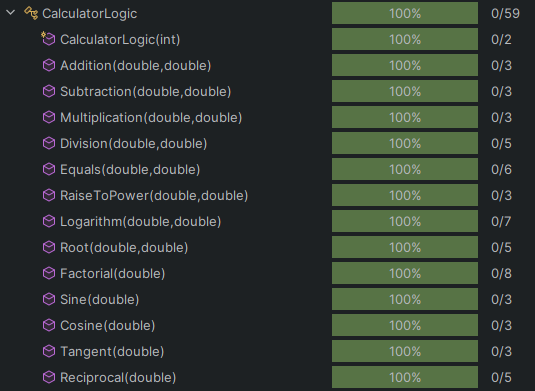 CalculatorLogic 100% 0/59
CalculatorLogic(int) 100% 0/2
Addition(double,double) 100% 0/3
Subtraction(double,double) 100% 0/3
Multiplication(double,double) 100% 0/3
Division(double,double) 100% 0/5
Equals(double,double) 100% 0/6
RaiseToPower(double,double) 100% 0/3
Logarithm(double,double) 100% 0/7
Root(double,double) 100% 0/5
Factorial(double) 100% 0/8
Sine(double) 100% 0/3
Cosine(double) 100% 0/3
Tangent(double) 100% 0/3
Reciprocal(double) 100% 0/5